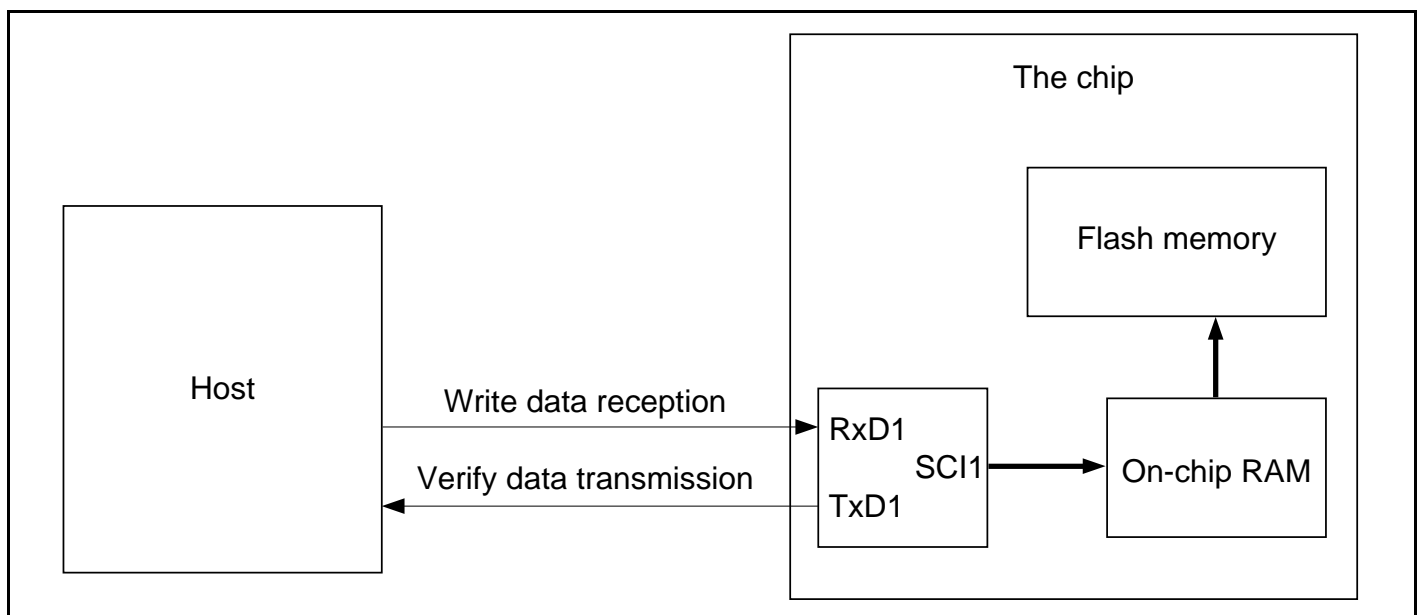 The chip
Flash memory
Host
Write data reception
RxD1
SCI1
On-chip RAM
Verify data transmission
TxD1